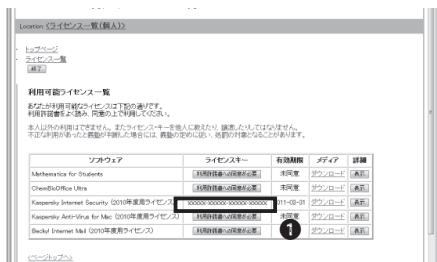 Location: <ライセンス一覧(個人)>
トップページ
ライセンス一覧
終了
利用可能ライセンス一覧
あなたが利用可能なライセンスは下記の通りです。
利用許諾書をよく読み、同意の上で利用してください。
本人以外の利用はできません。またライセンス・キーを他人に教えたり、譲渡したりしてはなりません。
不正な利用があったと義塾が判断した場合には、義塾の定めに従い、処罰の対象となることがあります。
ソフトウェア ライセンスキー 有効期限 メディア 詳細
Mathematica for Students 利用許諾書への同意が必要 未同意 ダウンロード 表示
ChemBioOffice Ultra 利用許諾書への同意が必要 未同意 ダウンロード 表示
Kaspersky Internet Security (2010年度用ライセンス) XXXXX-XXXXX-XXXXX-XXXXX 011-03-31 ダウンロード 表示
Kaspersky Anti-Virus for Mac (2010年度用ライセンス) 利用許諾書への同意が必要 未同意 ダウンロード 表示
Becky! Internet Mail (2010年度用ライセンス) 利用許諾書への同意が必要 1 ダウンロード 表示
<ページトップへ>